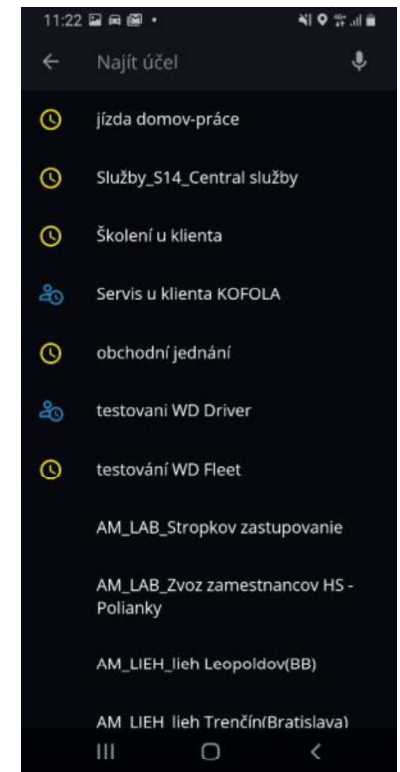 11:22
Najít účel
jízda domov-práce
Služby_S14_Central služby
Školení u klienta
Servis u klienta KOFOLA
obchodní jednání
testovani WD Driver
testování WD Fleet
AM_LAB_Stropkov zastupovanie
AM_LAB_Zvoz zamestnancov HS -
Polianky
AM_LIEH_lieh Leopoldov(BB)
AM_LIEH_lieh Trenčín(Bratislava)